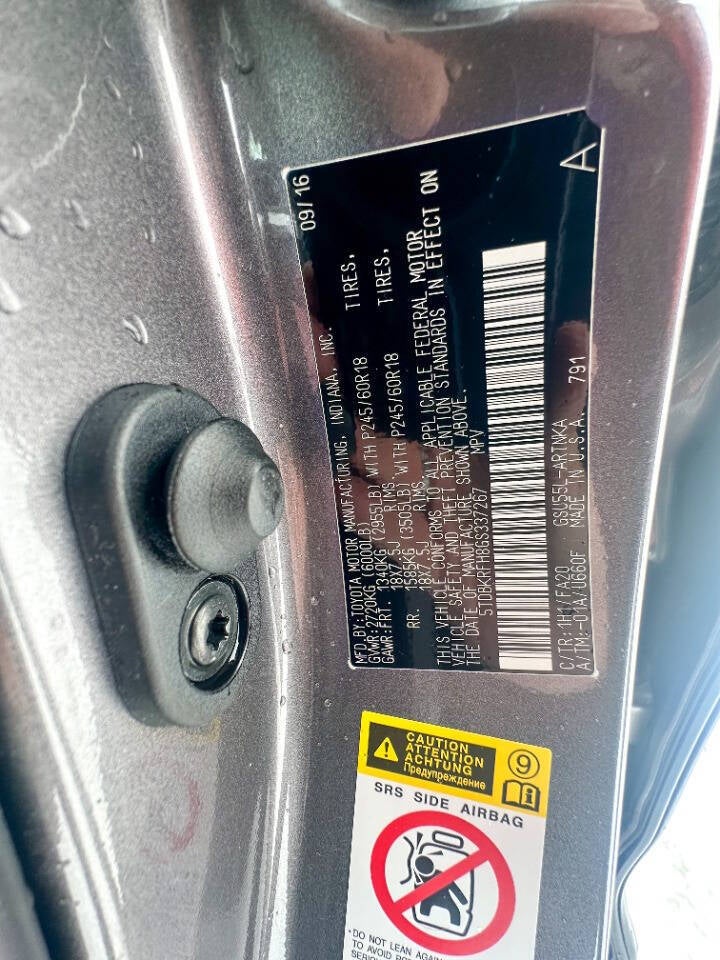 MFD.BY:TOYOTA MOTOR MANUFACTURING, INDIANA, INC. 09/16
GVWR:2720KG (6000LB)
GAWR:FRT. 1340KG (2955LB) WITH P245/60R18 TIRES,
18X7.5J RIMS
RR. 1585KG (3505LB) WITH P245/60R18 TIRES,
18X7.5J RIMS
THIS VEHICLE CONFORMS TO ALL APPLICABLE FEDERAL MOTOR
VEHICLE SAFETY AND THEFT PREVENTION STANDARDS IN EFFECT ON
THE DATE OF MANUFACTURE SHOWN ABOVE.
5TDBKRFH8GS337267 MPV
C/TR:1H1/FA20 GSU55L-ARTNKA 791
A/TM:-01A/U660F MADE IN U.S.A. A
CAUTION
ATTENTION
ACHTUNG
Предупреждение
9
i
SRS SIDE AIRBAG
•DO NOT LEAN AGAINST
TO AVOID